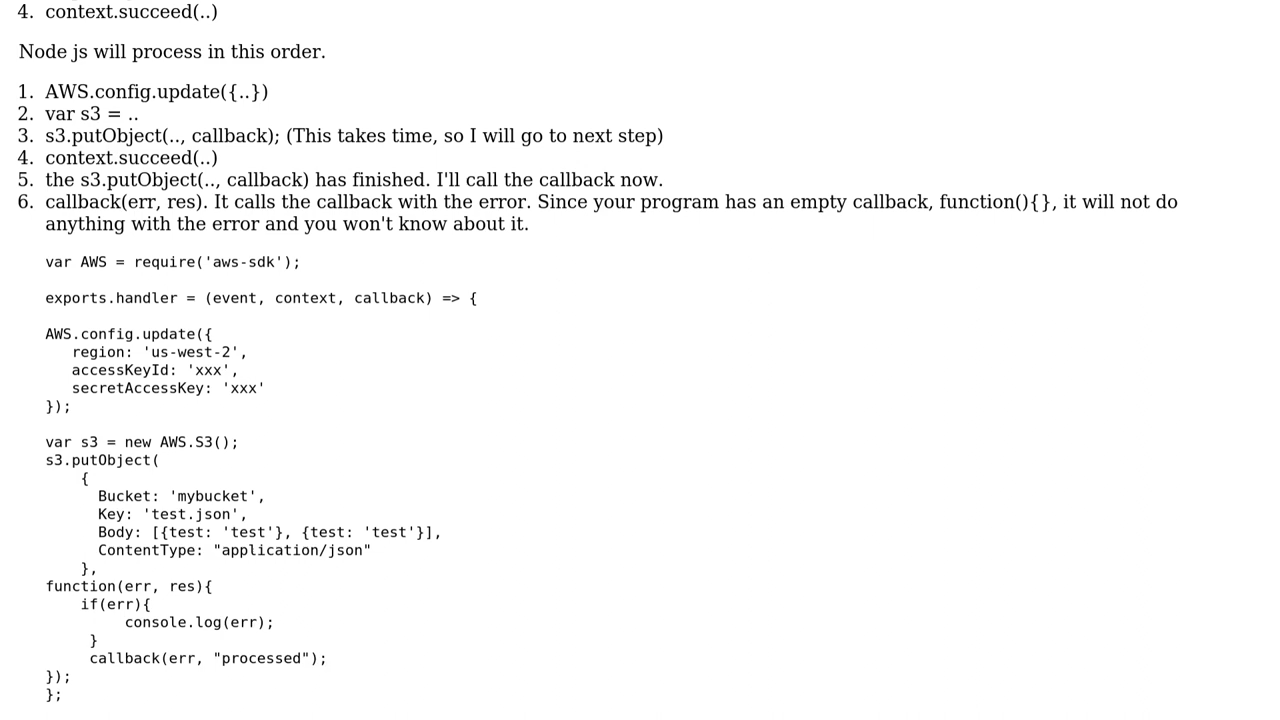 4. context.succeed(..)
Node js will process in this order.
1. AWS.config.update({..})
2. var s3 = ..
3. s3.putObject(.., callback); (This takes time, so I will go to next step)
4. context.succeed(..)
5. the s3.putObject(.., callback) has finished. I'll call the callback now.
6. callback(err, res). It calls the callback with the error. Since your program has an empty callback, function(){}, it will not do
anything with the error and you won't know about it.
var AWS = require('aws-sdk');
exports.handler = (event, context, callback) => {
AWS.config.update({
   region: 'us-west-2',
   accessKeyId: 'xxx',
   secretAccessKey: 'xxx'
});
var s3 = new AWS.S3();
s3.putObject(
    {
      Bucket: 'mybucket',
      Key: 'test.json',
      Body: [{test: 'test'}, {test: 'test'}],
      ContentType: "application/json"
    },
function(err, res){
    if(err){
         console.log(err);
     }
     callback(err, "processed");
});
};